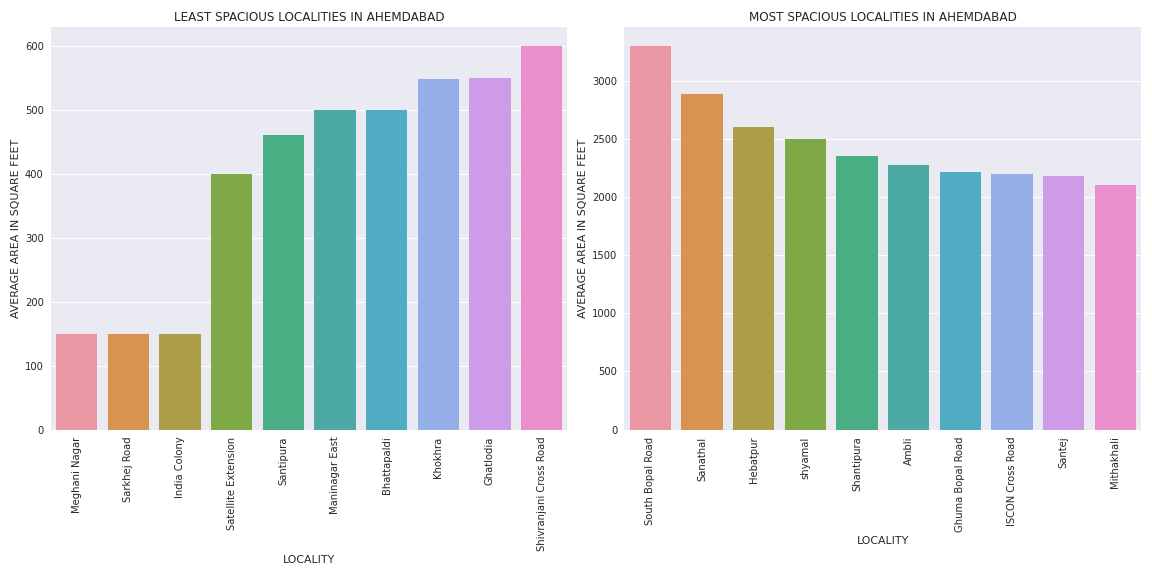 LEAST SPACIOUS LOCALITIES IN AHEMDABAD
AVERAGE AREA IN SQUARE FEET
600
500
400
300
200
100
0
Meghani Nagar
Sarkhej Road
India Colony
Satellite Extension
Santipura
Maninagar East
Bhattapaldi
Khokhra
Ghatlodia
Shivranjani Cross Road
LOCALITY
MOST SPACIOUS LOCALITIES IN AHEMDABAD
AVERAGE AREA IN SQUARE FEET
3000
2500
2000
1500
1000
500
0
South Bopal Road
Sanathal
Hebatpur
shyamal
Shantipura
Ambli
Ghuma Bopal Road
ISCON Cross Road
Santej
Mithakhali
LOCALITY